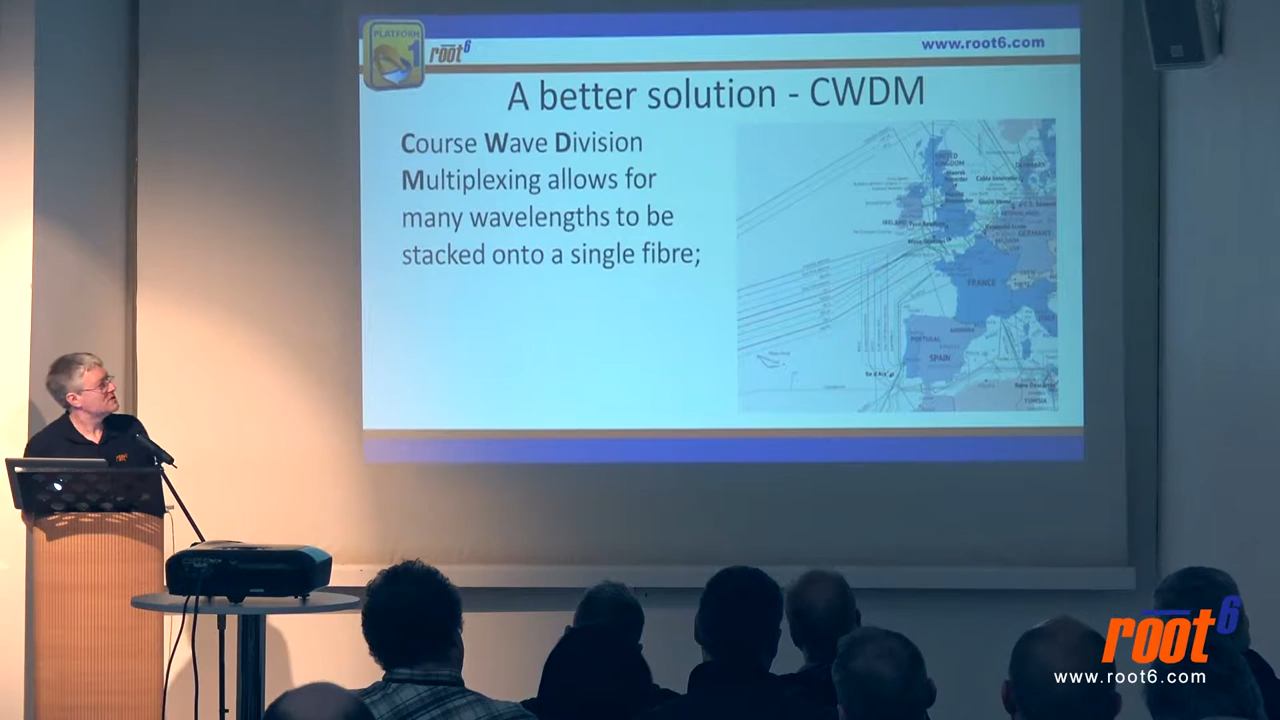 PLATFORM
1
root6
www.root6.com
A better solution - CWDM
Course Wave Division
Multiplexing allows for
many wavelengths to be
stacked onto a single fibre;
UNITED
KINGDOM
IRELAND
GERMANY
FRANCE
PORTUGAL
SPAIN
TUNISIA
root6
www.root6.com